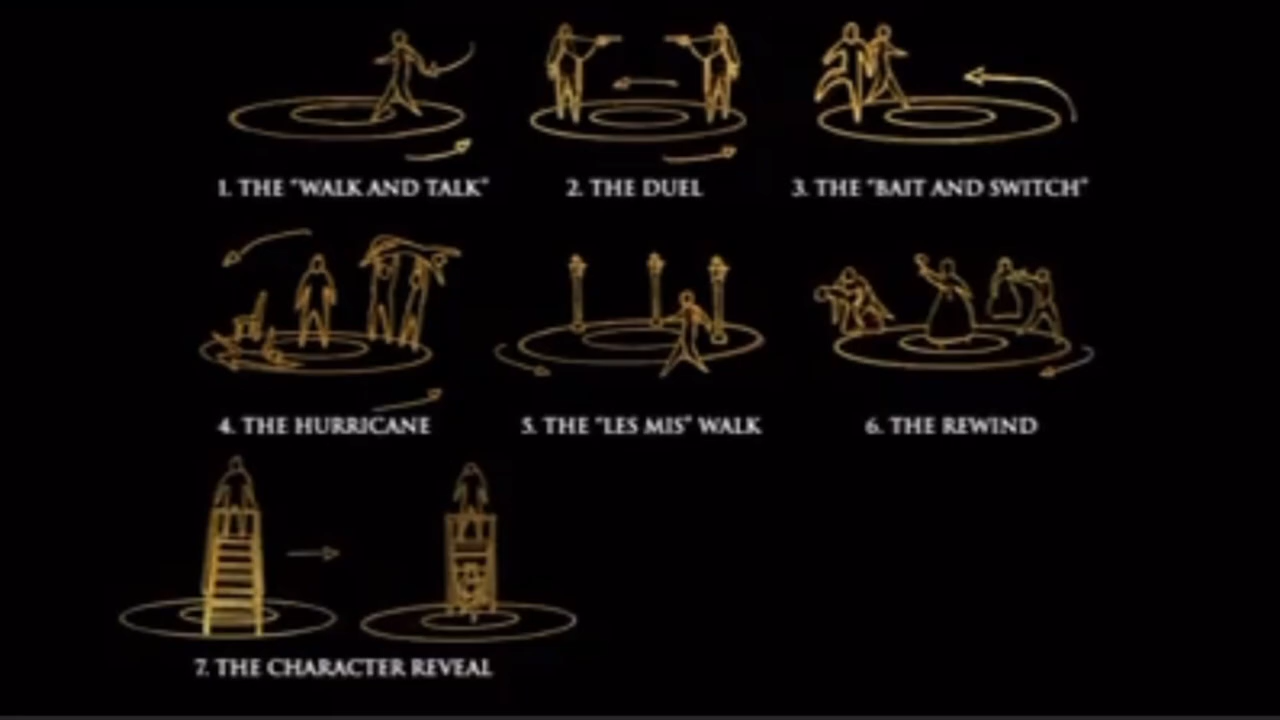 1. THE "WALK AND TALK"
2. THE DUEL
3. THE "BAIT AND SWITCH"
4. THE HURRICANE
5. THE "LES MIS" WALK
6. THE REWIND
7. THE CHARACTER REVEAL